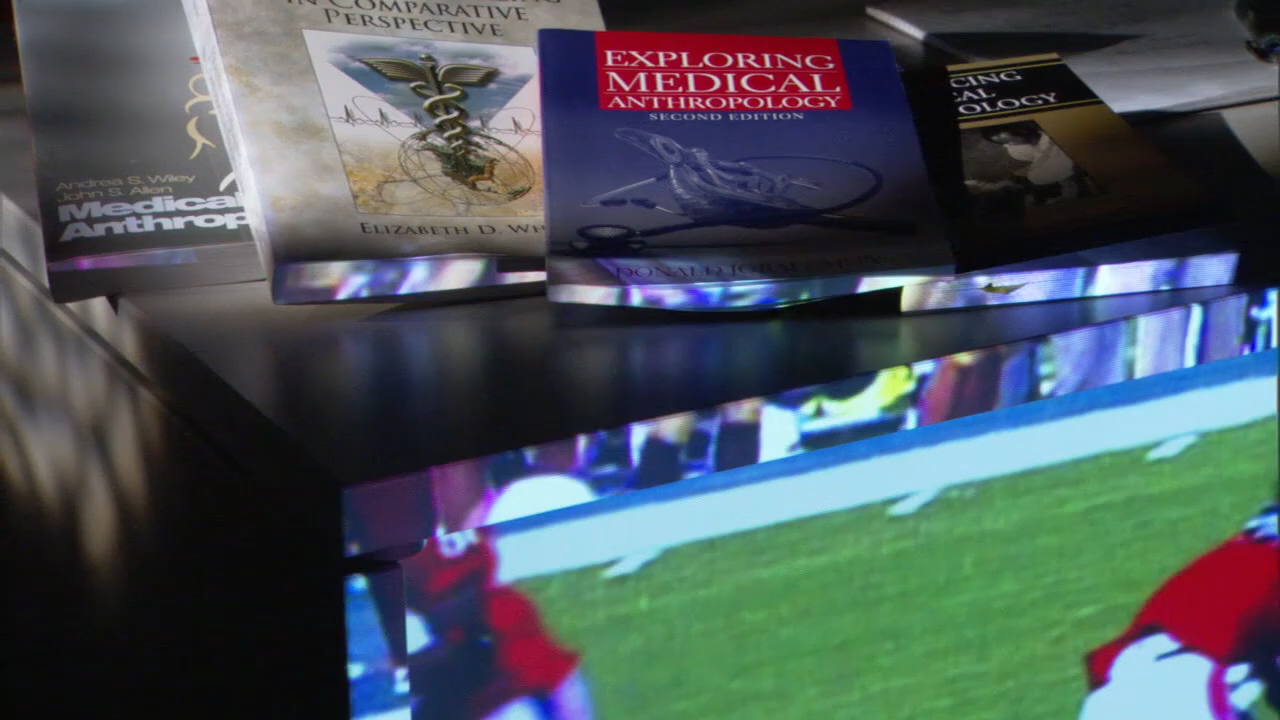 Andrea S. Wiley
John S. Allen
Medical
Anthrop
IN COMPARATIVE
PERSPECTIVE
ELIZABETH D. WH
EXPLORING
MEDICAL
ANTHROPOLOGY
SECOND EDITION
DONALD
CING
CAL
OLOGY